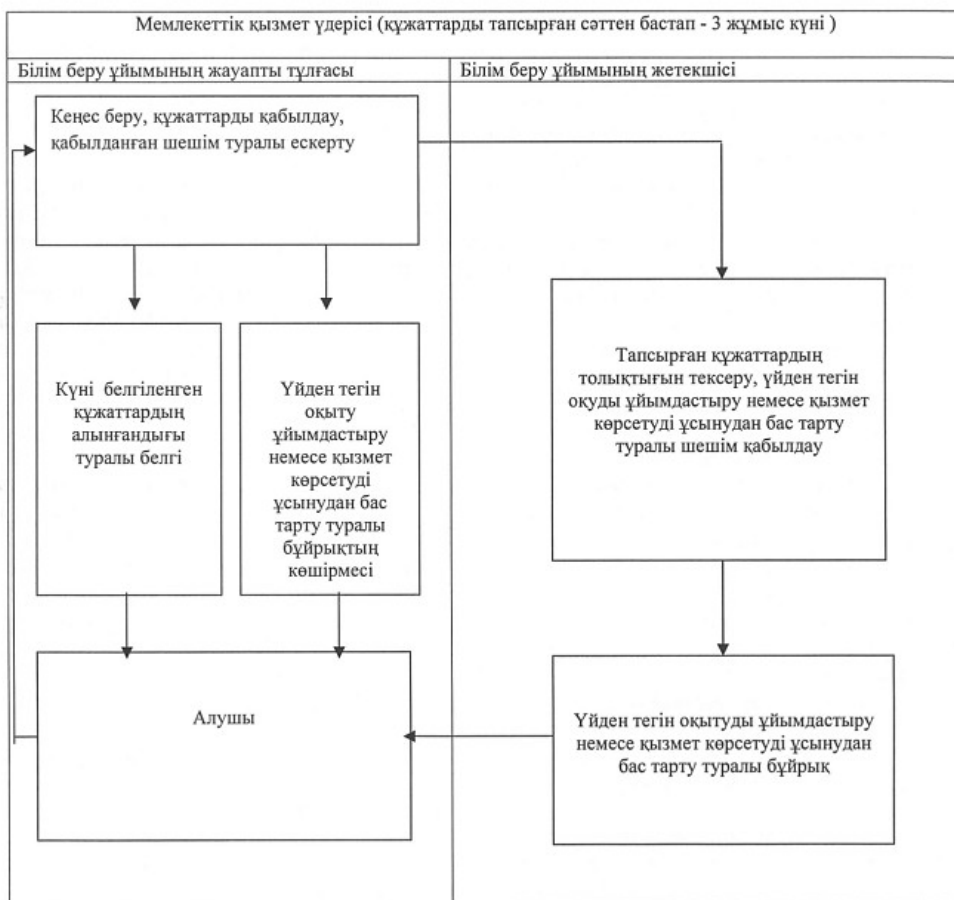 Мемлекеттік қызмет үдерісі (құжаттарды тапсырған сәттен бастап - 3 жұмыс күні )
Білім беру ұйымының жауапты тұлғасы
Білім беру ұйымының жетекшісі
Кеңес беру, құжаттарды қабылдау,
қабылданған шешім туралы ескерту
Күні белгіленген
құжаттардың
алынғандығы
туралы белгі
Үйден тегін
оқыту
ұйымдастыру
немесе қызмет
көрсетуді
ұсынудан бас
тарту туралы
бұйрықтың
көшірмесі
Тапсырған құжаттардың
толықтығын тексеру, үйден тегін
оқуды ұйымдастыру немесе қызмет
көрсетуді ұсынудан бас тарту
туралы шешім қабылдау
Алушы
Үйден тегін оқытуды ұйымдастыру
немесе қызмет көрсетуді ұсынудан
бас тарту туралы бұйрық